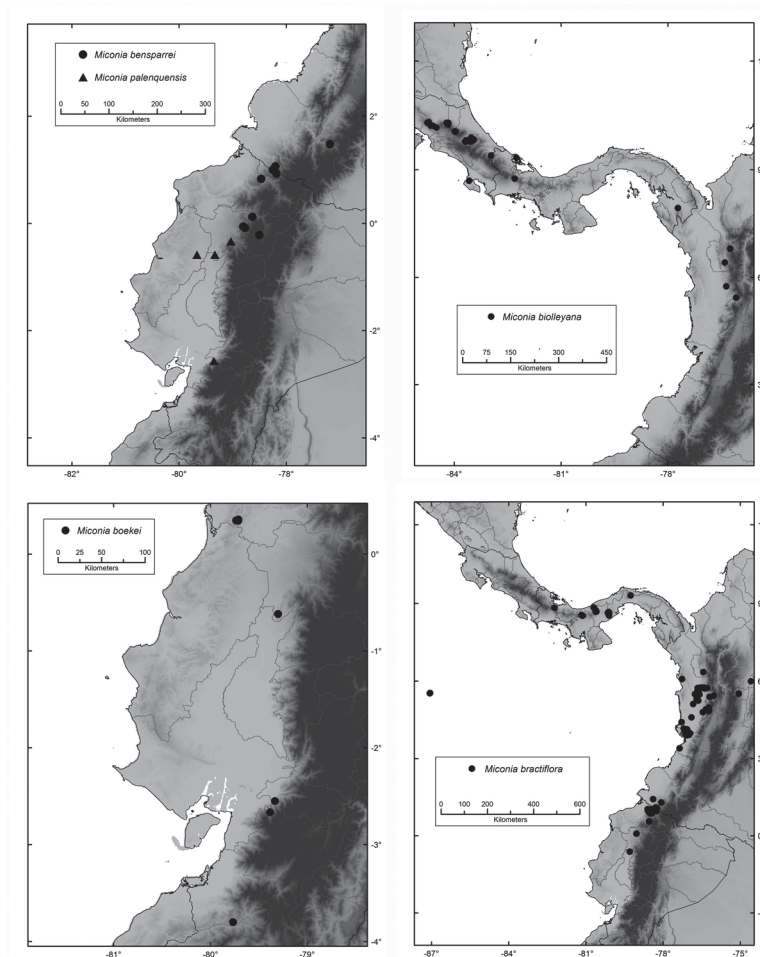 Miconia bensparrei
Miconia palenquensis
0 50 100 200 300
Kilometers
2°
0°
-2°
-4°
-82° -80° -78°
Miconia biolleyana
0 75 150 300 450
Kilometers
-84° -81° -78°
Miconia boekei
0 25 50 100
Kilometers
0°
-1°
-2°
-3°
-4°
-81° -80° -79°
Miconia bractiflora
0 100 200 400 600
Kilometers
-87° -84° -81° -78° -75°